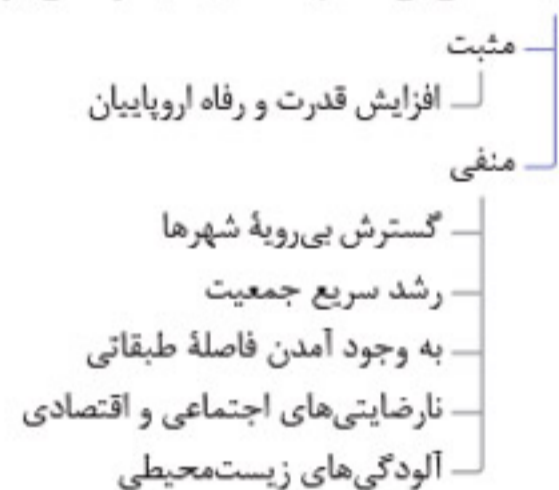 مثبت
افزایش قدرت و رفاه اروپاییان
منفی
گسترش بی‌رویهٔ شهرها
رشد سریع جمعیت
به وجود آمدن فاصلهٔ طبقاتی
نارضایتی‌های اجتماعی و اقتصادی
آلودگی‌های زیست‌محیطی